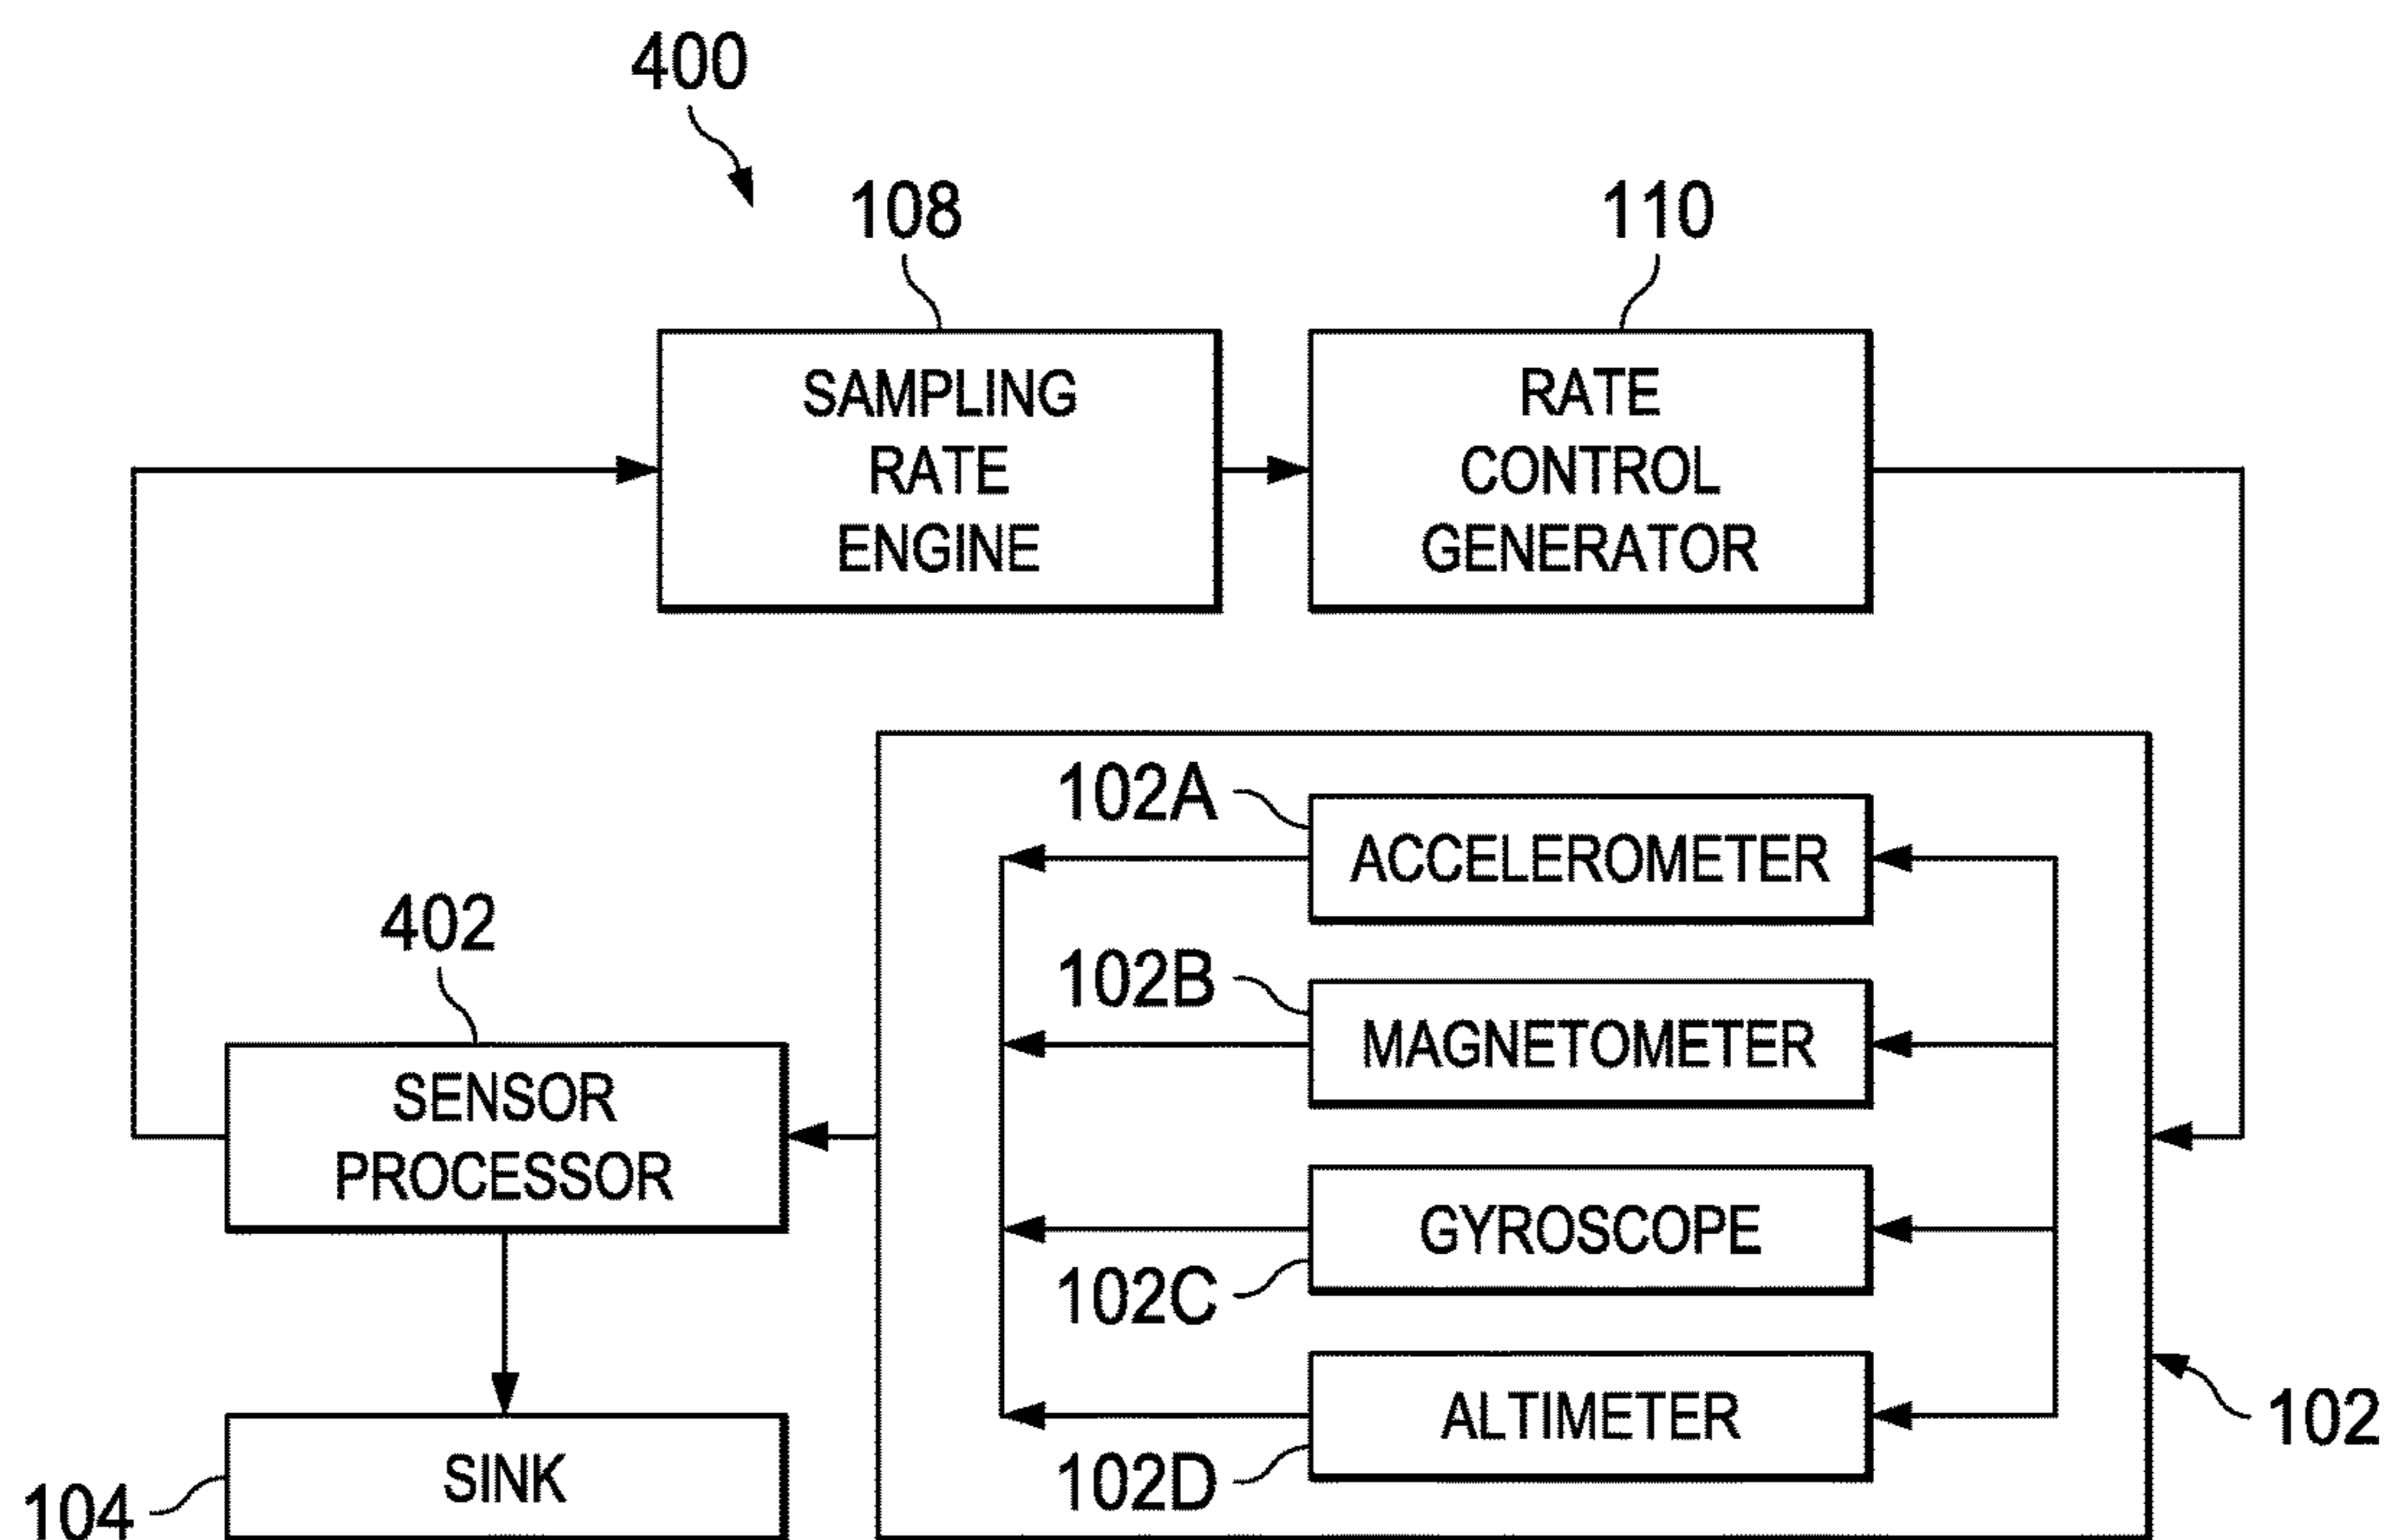 400
108
110
SAMPLING
RATE
ENGINE
RATE
CONTROL
GENERATOR
102A
ACCELEROMETER
402
102B
MAGNETOMETER
SENSOR
PROCESSOR
GYROSCOPE
102C
ALTIMETER
102
SINK
102D
104